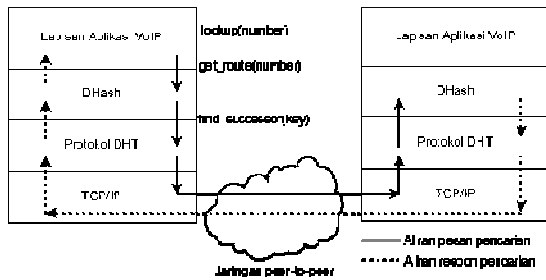 Lapisan Aplikasi VoIP
lookup(number)
Lapisan Aplikasi VoIP
get_route(number)
DHash
DHash
find_successor(key)
Protokol DHT
Protokol DHT
TCP/IP
TCP/IP
Aliran pesan pencarian
Aliran respon pencarian
Jaringan peer-to-peer